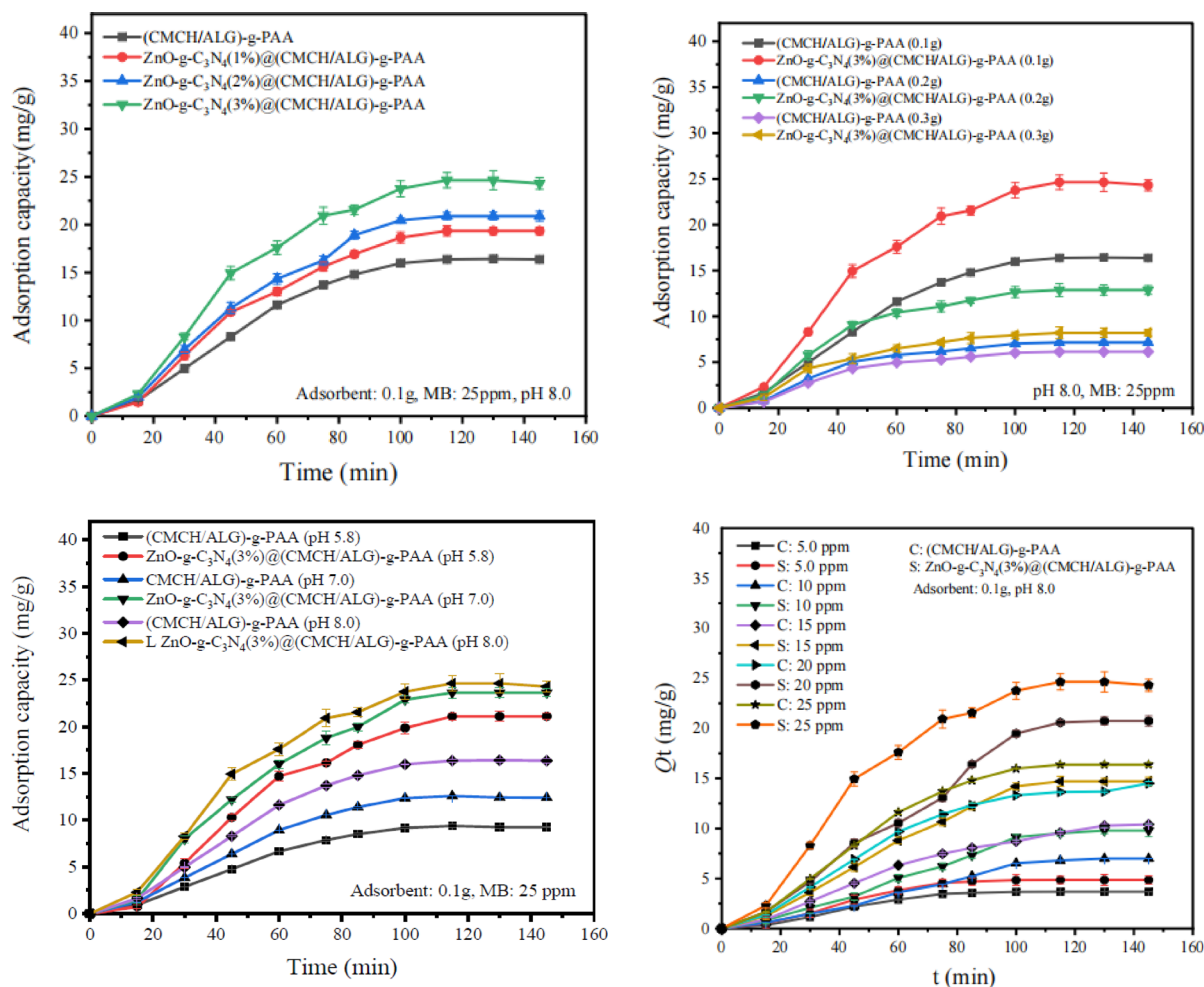 (CMCH/ALG)-g-PAA
ZnO-g-C₃N₄(1%)@(CMCH/ALG)-g-PAA
ZnO-g-C₃N₄(2%)@(CMCH/ALG)-g-PAA
ZnO-g-C₃N₄(3%)@(CMCH/ALG)-g-PAA
40
35
30
25
20
15
10
5
0
Adsorption capacity(mg/g)
Adsorbent: 0.1g, MB: 25ppm, pH 8.0
0 20 40 60 80 100 120 140 160
Time (min)
(CMCH/ALG)-g-PAA (0.1g)
ZnO-g-C₃N₄(3%)@(CMCH/ALG)-g-PAA (0.1g)
(CMCH/ALG)-g-PAA (0.2g)
ZnO-g-C₃N₄(3%)@(CMCH/ALG)-g-PAA (0.2g)
(CMCH/ALG)-g-PAA (0.3g)
ZnO-g-C₃N₄(3%)@(CMCH/ALG)-g-PAA (0.3g)
40
35
30
25
20
15
10
5
0
Adsorption capacity (mg/g)
pH 8.0, MB: 25ppm
0 20 40 60 80 100 120 140 160
Time (min)
(CMCH/ALG)-g-PAA (pH 5.8)
ZnO-g-C₃N₄(3%)@(CMCH/ALG)-g-PAA (pH 5.8)
CMCH/ALG)-g-PAA (pH 7.0)
ZnO-g-C₃N₄(3%)@(CMCH/ALG)-g-PAA (pH 7.0)
(CMCH/ALG)-g-PAA (pH 8.0)
L ZnO-g-C₃N₄(3%)@(CMCH/ALG)-g-PAA (pH 8.0)
40
35
30
25
20
15
10
5
0
Adsorption capacity (mg/g)
Adsorbent: 0.1g, MB: 25 ppm
0 20 40 60 80 100 120 140 160
Time (min)
C: 5.0 ppm
S: 5.0 ppm
C: 10 ppm
S: 10 ppm
C: 15 ppm
S: 15 ppm
C: 20 ppm
S: 20 ppm
C: 25 ppm
S: 25 ppm
C: (CMCH/ALG)-g-PAA
S: ZnO-g-C₃N₄(3%)@(CMCH/ALG)-g-PAA
Adsorbent: 0.1g, pH 8.0
40
35
30
25
20
15
10
5
0
Qt (mg/g)
0 20 40 60 80 100 120 140 160
t (min)